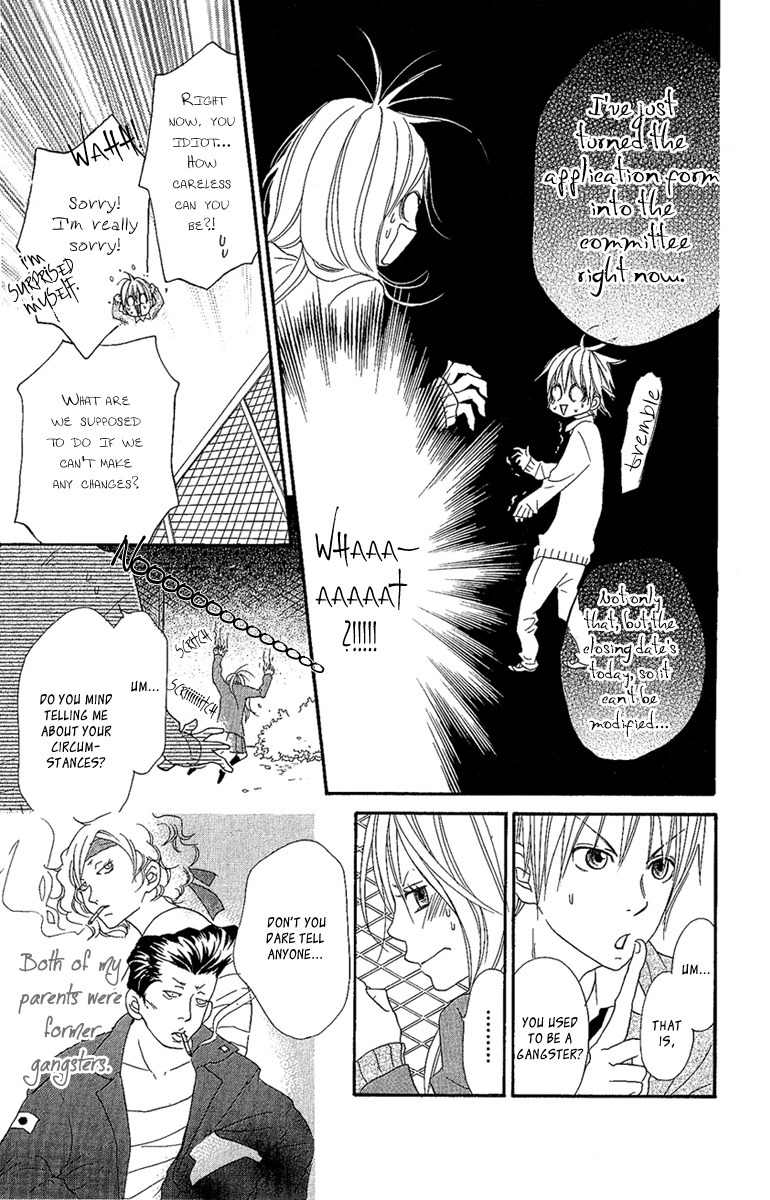 I've just
turned the
application form
into the
committee
right now.
tremble
Not only
that, but the
closing date's
today, so it
can't be
modified...
WHAAA-
AAAAAT
?!!!!!
RIGHT
NOW, YOU
IDIOT...
HOW
CARELESS
CAN YOU
BE?!
WAHH!
Sorry!
I'm really
sorry!
I'M
SURPRISED
MYSELF.
WHAT ARE
WE SUPPOSED
TO DO IF WE
CAN'T MAKE
ANY CHANGES?
NOOOOOOOOOOOOO
SCRITCH
SCRIIIIIIITCH
UM...
DO YOU MIND
TELLING ME
ABOUT YOUR
CIRCUM-
STANCES?
UM...
THAT
IS,
YOU USED
TO BE A
GANGSTER?
.........
DON'T YOU
DARE TELL
ANYONE...
Both of my
parents were
former
gangsters.